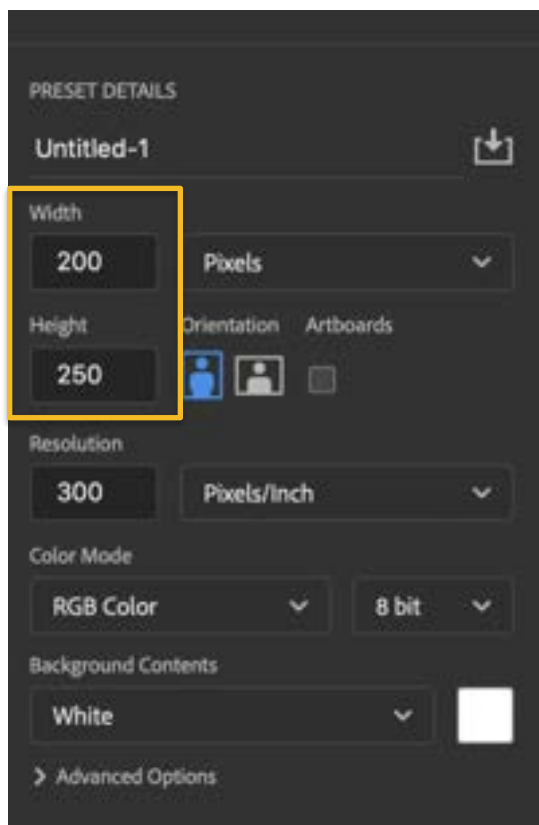 PRESET DETAILS
Untitled-1
Width
200 Pixels
Height Orientation Artboards
250
Resolution
300 Pixels/Inch
Color Mode
RGB Color 8 bit
Background Contents
White
Advanced Options